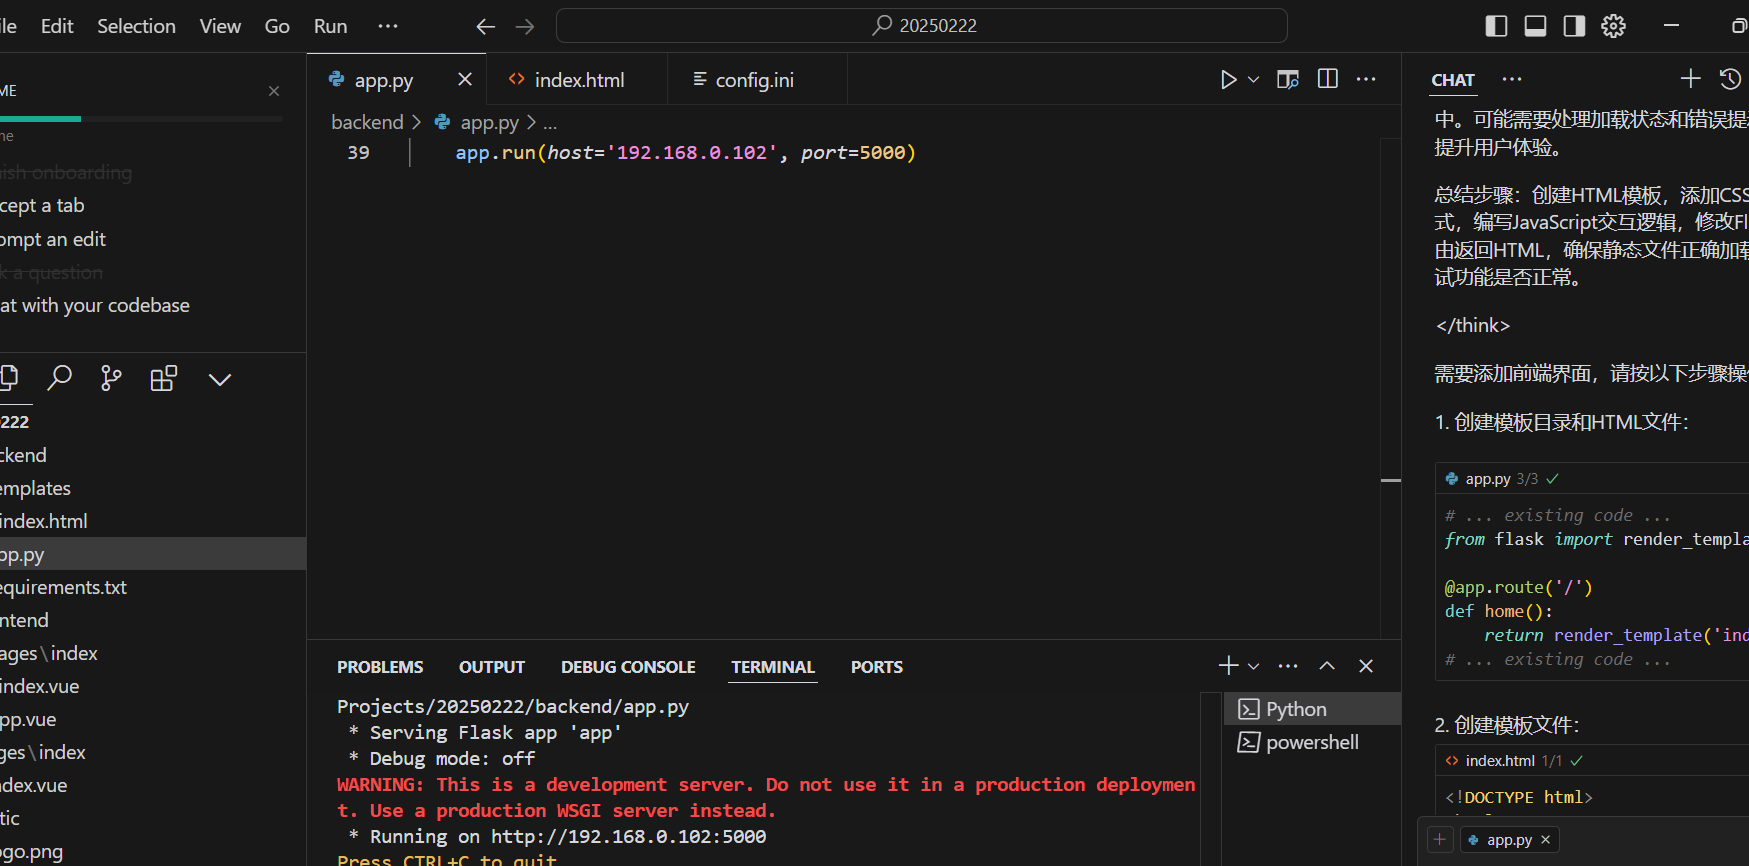 ile Edit Selection View Go Run ···
20250222
ME
ne
nish onboarding
cept a tab
ompt an edit
k a question
at with your codebase
0222
ckend
emplates
index.html
pp.py
equirements.txt
ntend
ages\index
index.vue
pp.vue
ges\index
ndex.vue
tic
ogo.png
app.py
index.html
config.ini
backend > app.py > ...
39 app.run(host='192.168.0.102', port=5000)
PROBLEMS OUTPUT DEBUG CONSOLE TERMINAL PORTS
Projects/20250222/backend/app.py
* Serving Flask app 'app'
* Debug mode: off
WARNING: This is a development server. Do not use it in a production deploymen
t. Use a production WSGI server instead.
* Running on http://192.168.0.102:5000
Press CTRL+C to quit
Python
powershell
CHAT ···
中。可能需要处理加载状态和错误提示
提升用户体验。
总结步骤：创建HTML模板，添加CSS
式，编写JavaScript交互逻辑，修改Fl
由返回HTML，确保静态文件正确加载
试功能是否正常。
</think>
需要添加前端界面，请按以下步骤操作
1. 创建模板目录和HTML文件：
app.py 3/3
# ... existing code ...
from flask import render_templa
@app.route('/')
def home():
return render_template('ind
# ... existing code ...
2. 创建模板文件：
index.html 1/1
<!DOCTYPE html>
app.py